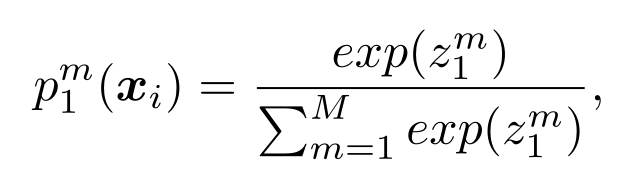 $p_1^m(\boldsymbol{x}_i) = \frac{exp(z_1^m)}{\sum_{m=1}^{M} exp(z_1^m)},$